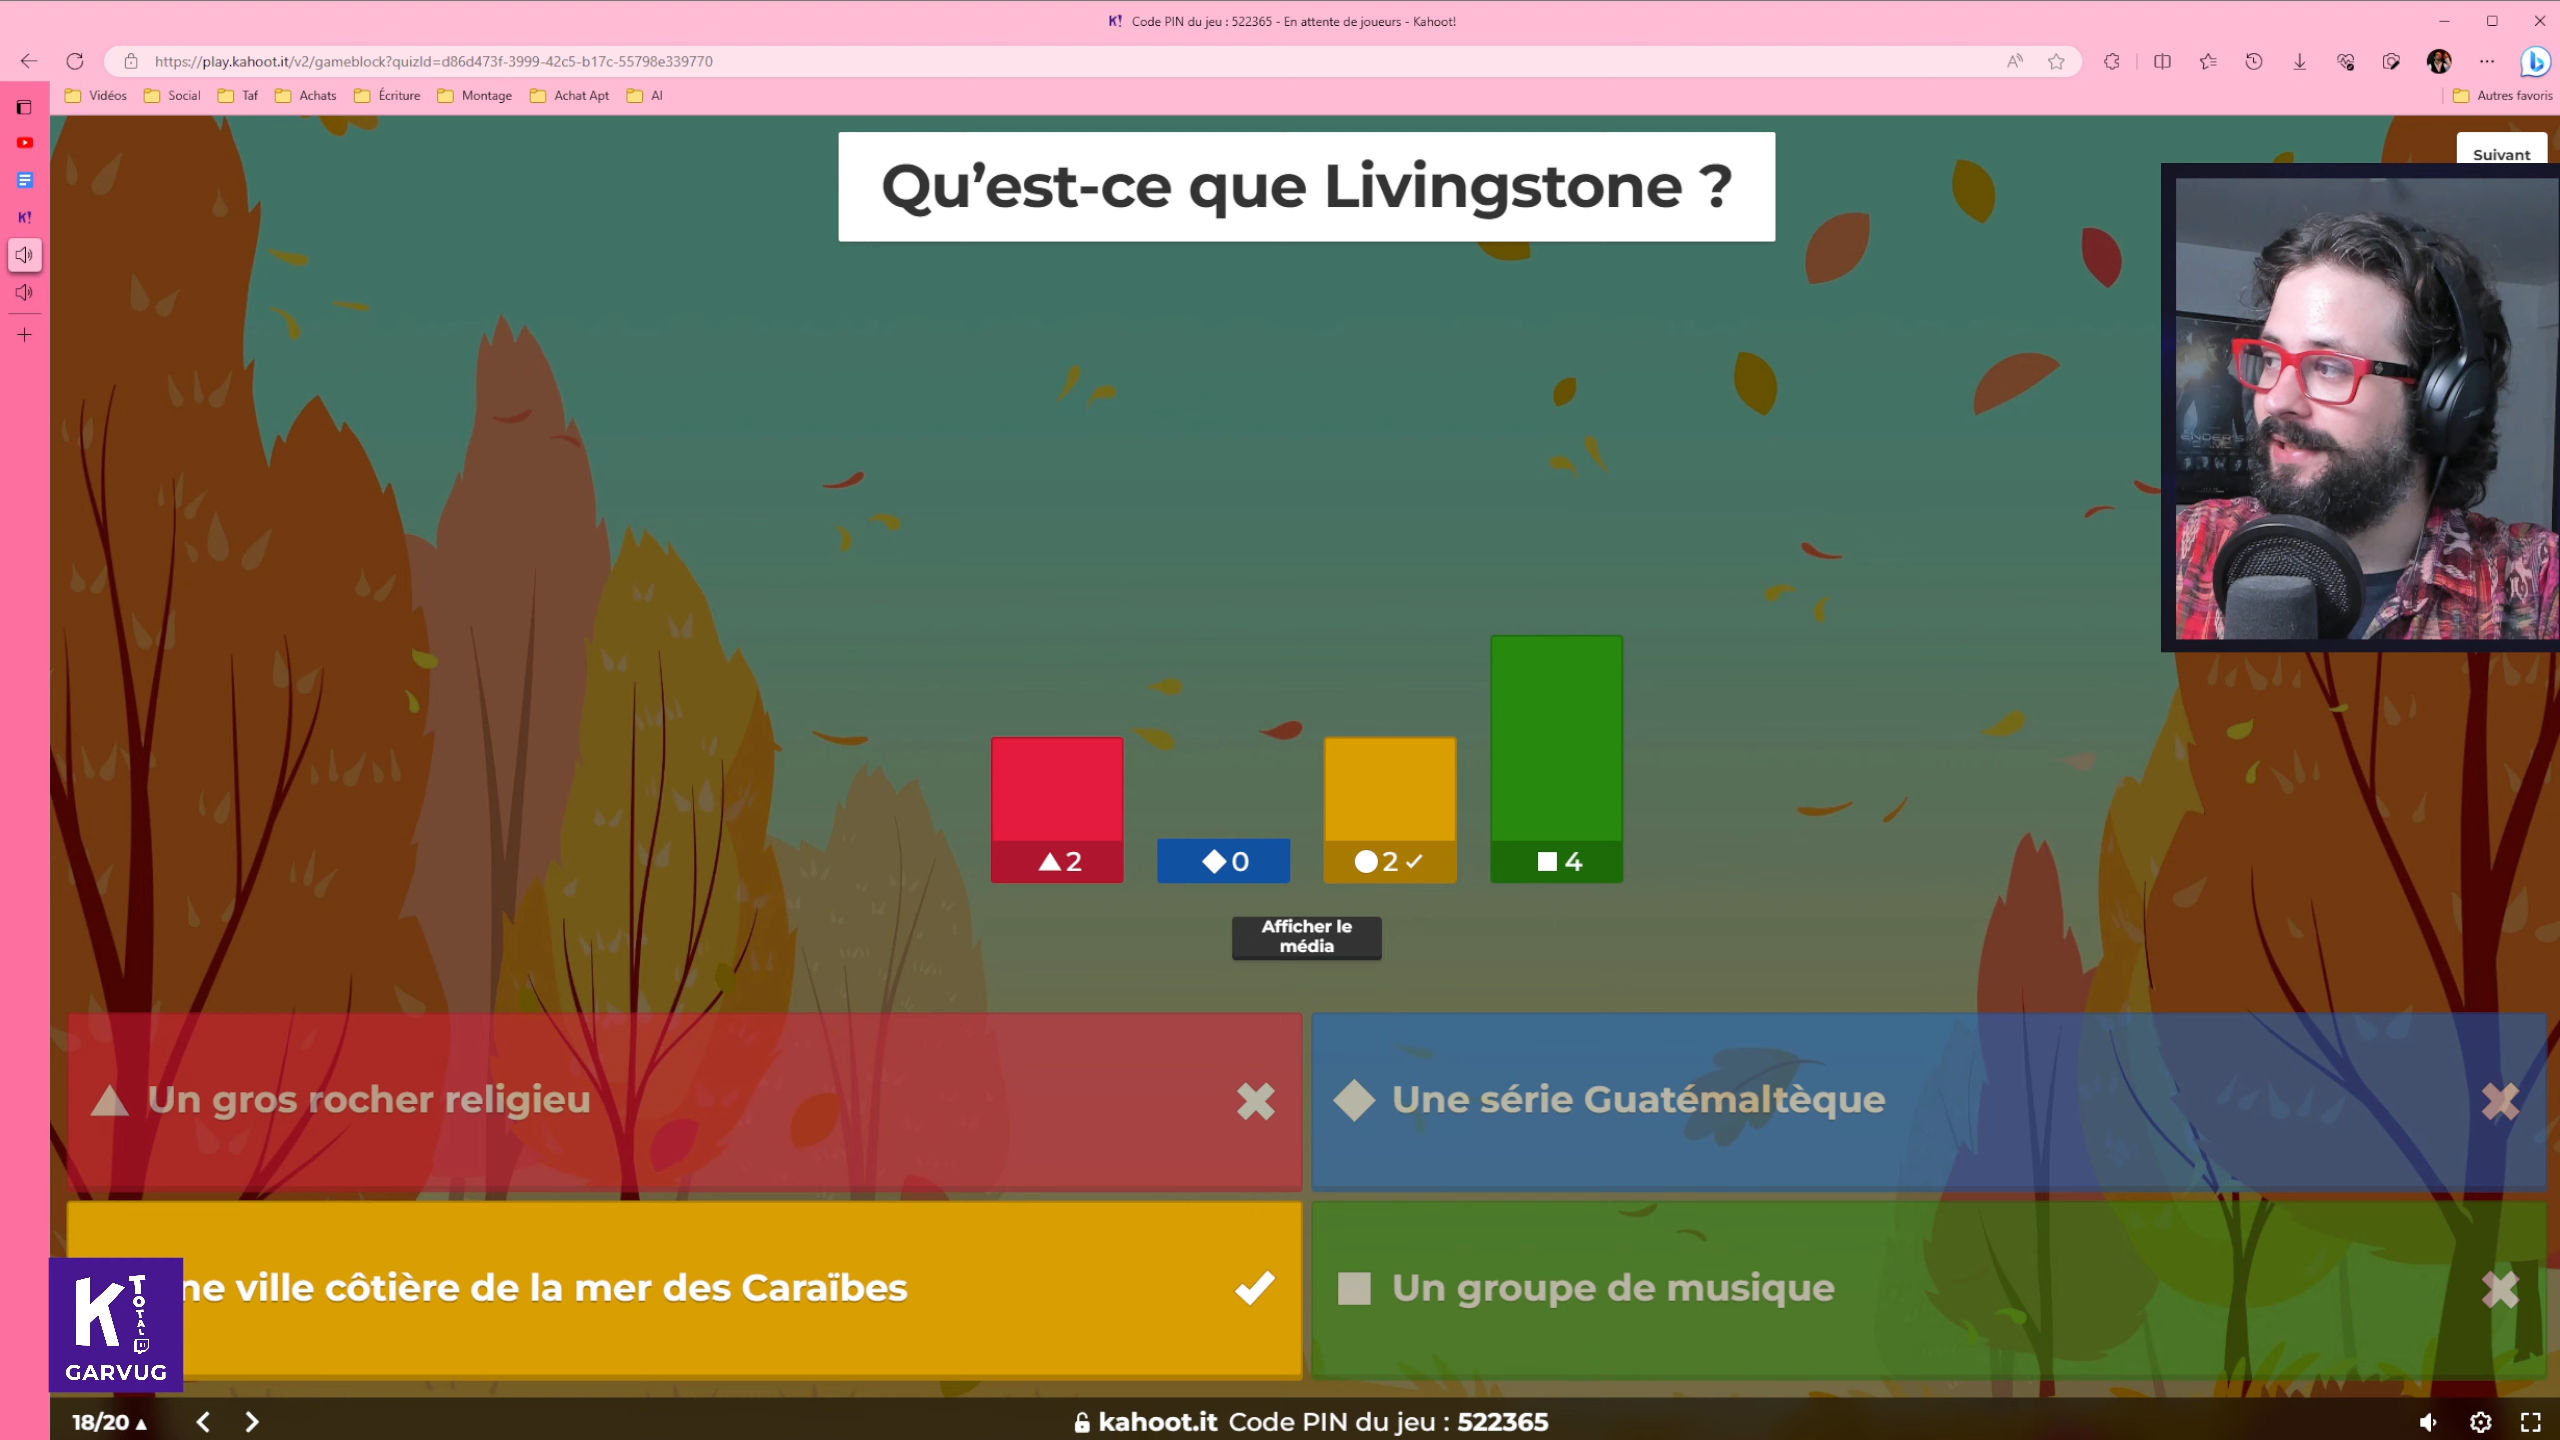 K! Code PIN du jeu : 522365 - En attente de joueurs - Kahoot!
https://play.kahoot.it/v2/gameblock?quizId=d86d473f-3999-42c5-b17c-55798e339770
Vidéos Social Taf Achats Écriture Montage Achat Apt AI Autres favoris
K!
Qu’est-ce que Livingstone ?
Suivant
ENDER'S
2 0 2 4
Afficher le
média
Un gros rocher religieu
Une série Guatémaltèque
ne ville côtière de la mer des Caraïbes
Un groupe de musique
K TOTAL
GARVUG
18/20
kahoot.it Code PIN du jeu : 522365